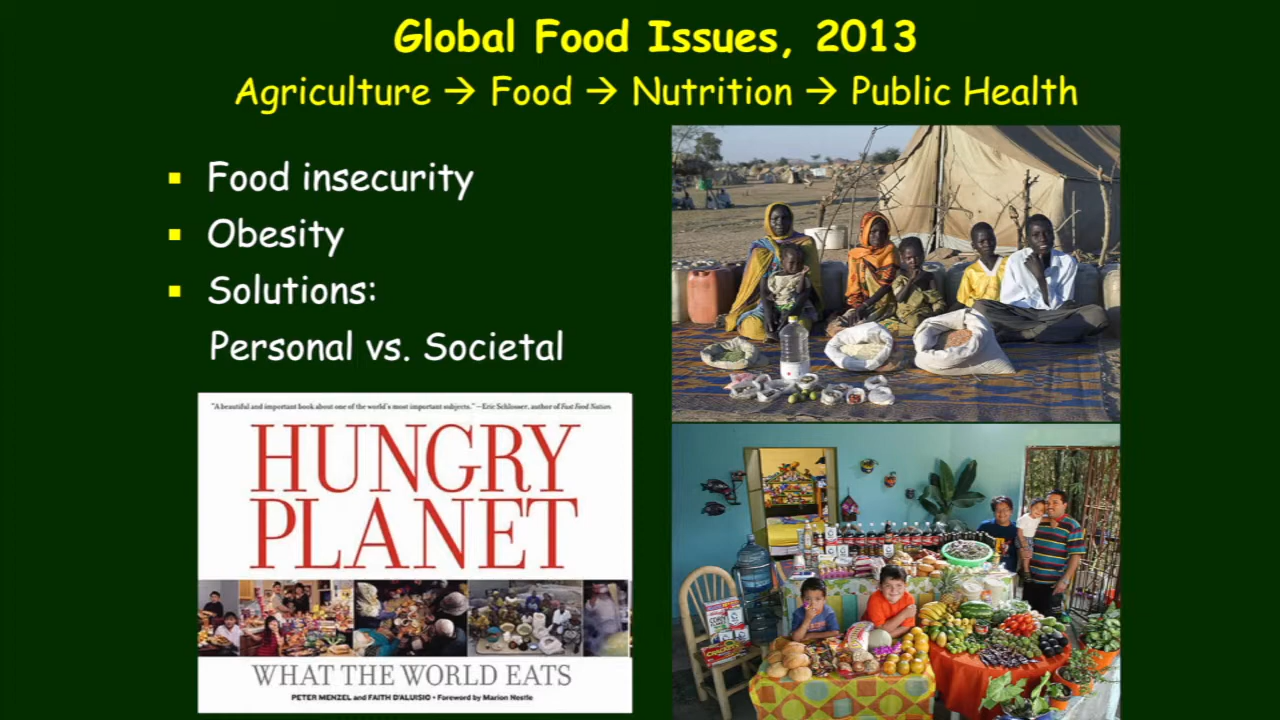 Global Food Issues, 2013
Agriculture → Food → Nutrition → Public Health
▪ Food insecurity
▪ Obesity
▪ Solutions:
Personal vs. Societal
"A beautiful and important book about one of the world's most important subjects." —Eric Schlosser, author of Fast Food Nation
HUNGRY
PLANET
WHAT THE WORLD EATS
PETER MENZEL and FAITH D'ALUISIO • Foreword by Marion Nestle